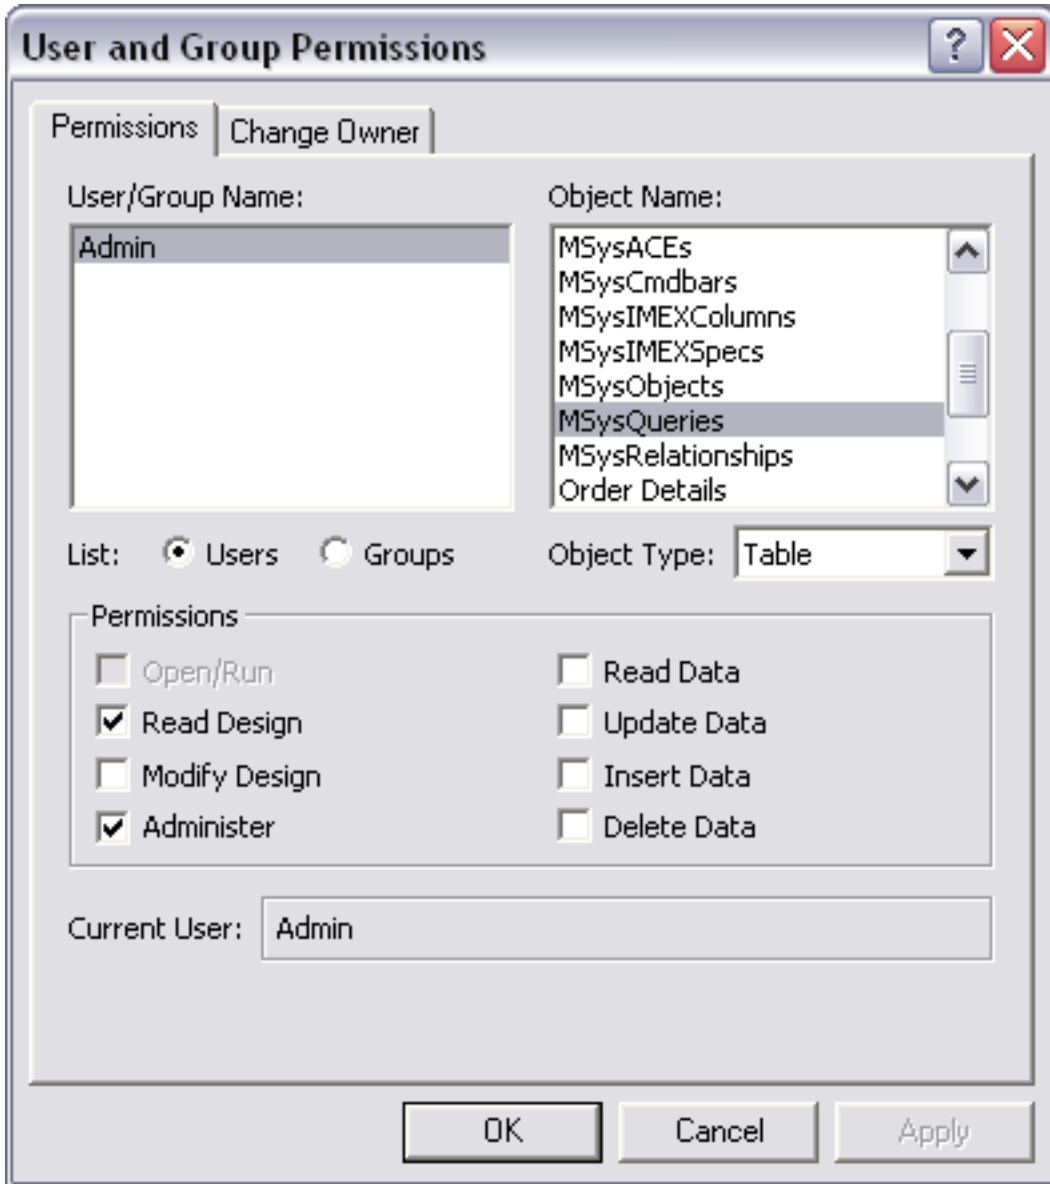 User and Group Permissions
Permissions
Change Owner
User/Group Name:
Object Name:
Admin
MSysACEs
MSysCmdbars
MSysIMEXColumns
MSysIMEXSpecs
MSysObjects
MSysQueries
MSysRelationships
Order Details
List:
Users
Groups
Object Type:
Table
Permissions
Open/Run
Read Data
Read Design
Update Data
Modify Design
Insert Data
Administer
Delete Data
Current User:
Admin
OK
Cancel
Apply